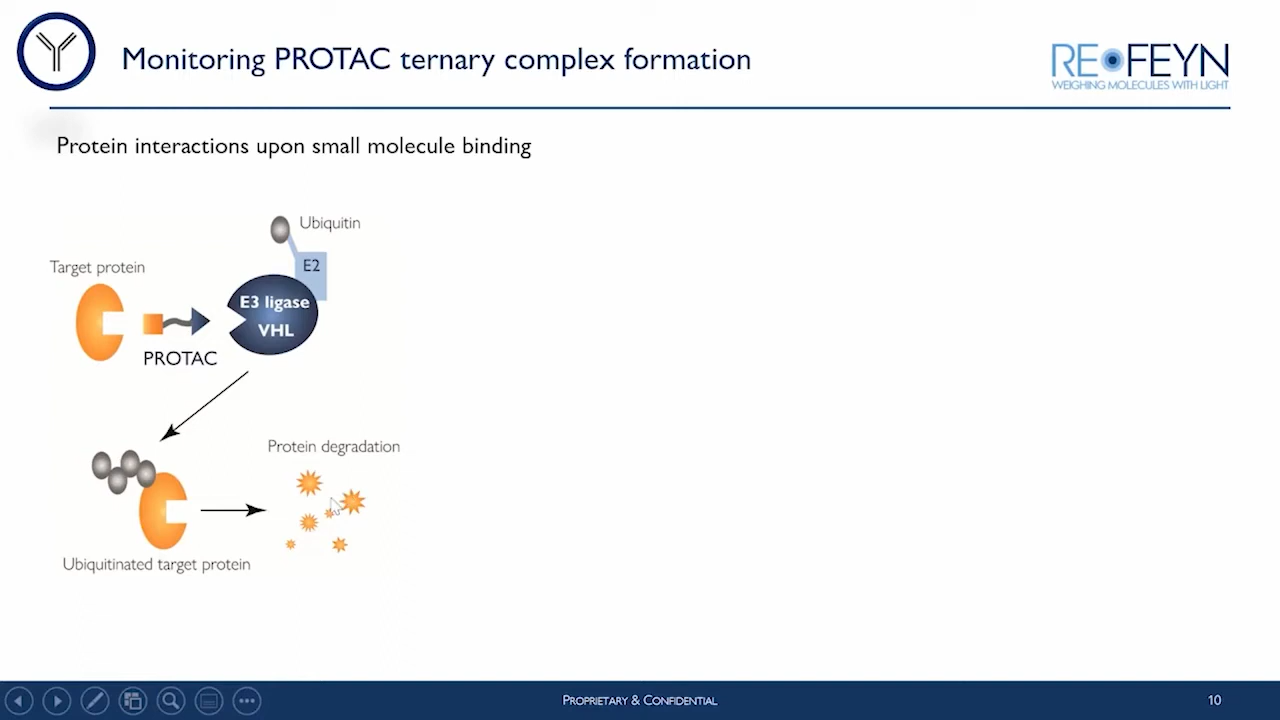 Monitoring PROTAC ternary complex formation
REFEYN
WEIGHING MOLECULES WITH LIGHT
Protein interactions upon small molecule binding
Ubiquitin
E2
Target protein
E3 ligase
VHL
PROTAC
Protein degradation
Ubiquitinated target protein
PROPRIETARY & CONFIDENTIAL
10